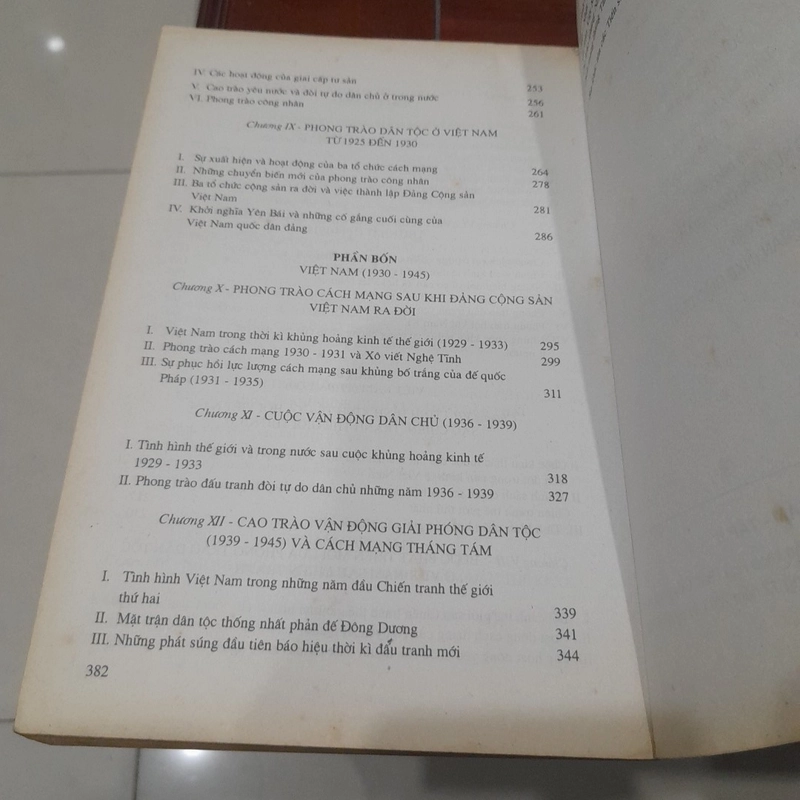 IV. Các hoạt động của giai cấp tư sản 253
V. Cao trào yêu nước và đòi tự do dân chủ ở trong nước 256
VI. Phong trào công nhân 261
Chương IX - PHONG TRÀO DÂN TỘC Ở VIỆT NAM
TỪ 1925 ĐẾN 1930
I. Sự xuất hiện và hoạt động của ba tổ chức cách mạng 264
II. Những chuyển biến mới của phong trào công nhân 278
III. Ba tổ chức cộng sản ra đời và việc thành lập Đảng Cộng sản
Việt Nam 281
IV. Khởi nghĩa Yên Bái và những cố gắng cuối cùng của
Việt Nam quốc dân đảng 286
PHẦN BỐN
VIỆT NAM (1930 - 1945)
Chương X - PHONG TRÀO CÁCH MẠNG SAU KHI ĐẢNG CỘNG SẢN
VIỆT NAM RA ĐỜI
I. Việt Nam trong thời kì khủng hoảng kinh tế thế giới (1929 - 1933) 295
II. Phong trào cách mạng 1930 - 1931 và Xô viết Nghệ Tĩnh 299
III. Sự phục hồi lực lượng cách mạng sau khủng bố trắng của đế quốc
Pháp (1931 - 1935) 311
Chương XI - CUỘC VẬN ĐỘNG DÂN CHỦ (1936 - 1939)
I. Tình hình thế giới và trong nước sau cuộc khủng hoảng kinh tế
1929 - 1933 318
II. Phong trào đấu tranh đòi tự do dân chủ những năm 1936 - 1939 327
Chương XII - CAO TRÀO VẬN ĐỘNG GIẢI PHÓNG DÂN TỘC
(1939 - 1945) VÀ CÁCH MẠNG THÁNG TÁM
I. Tình hình Việt Nam trong những năm đầu Chiến tranh thế giới
thứ hai 339
II. Mặt trận dân tộc thống nhất phản đế Đông Dương 341
III. Những phát súng đầu tiên báo hiệu thời kì đấu tranh mới 344
382